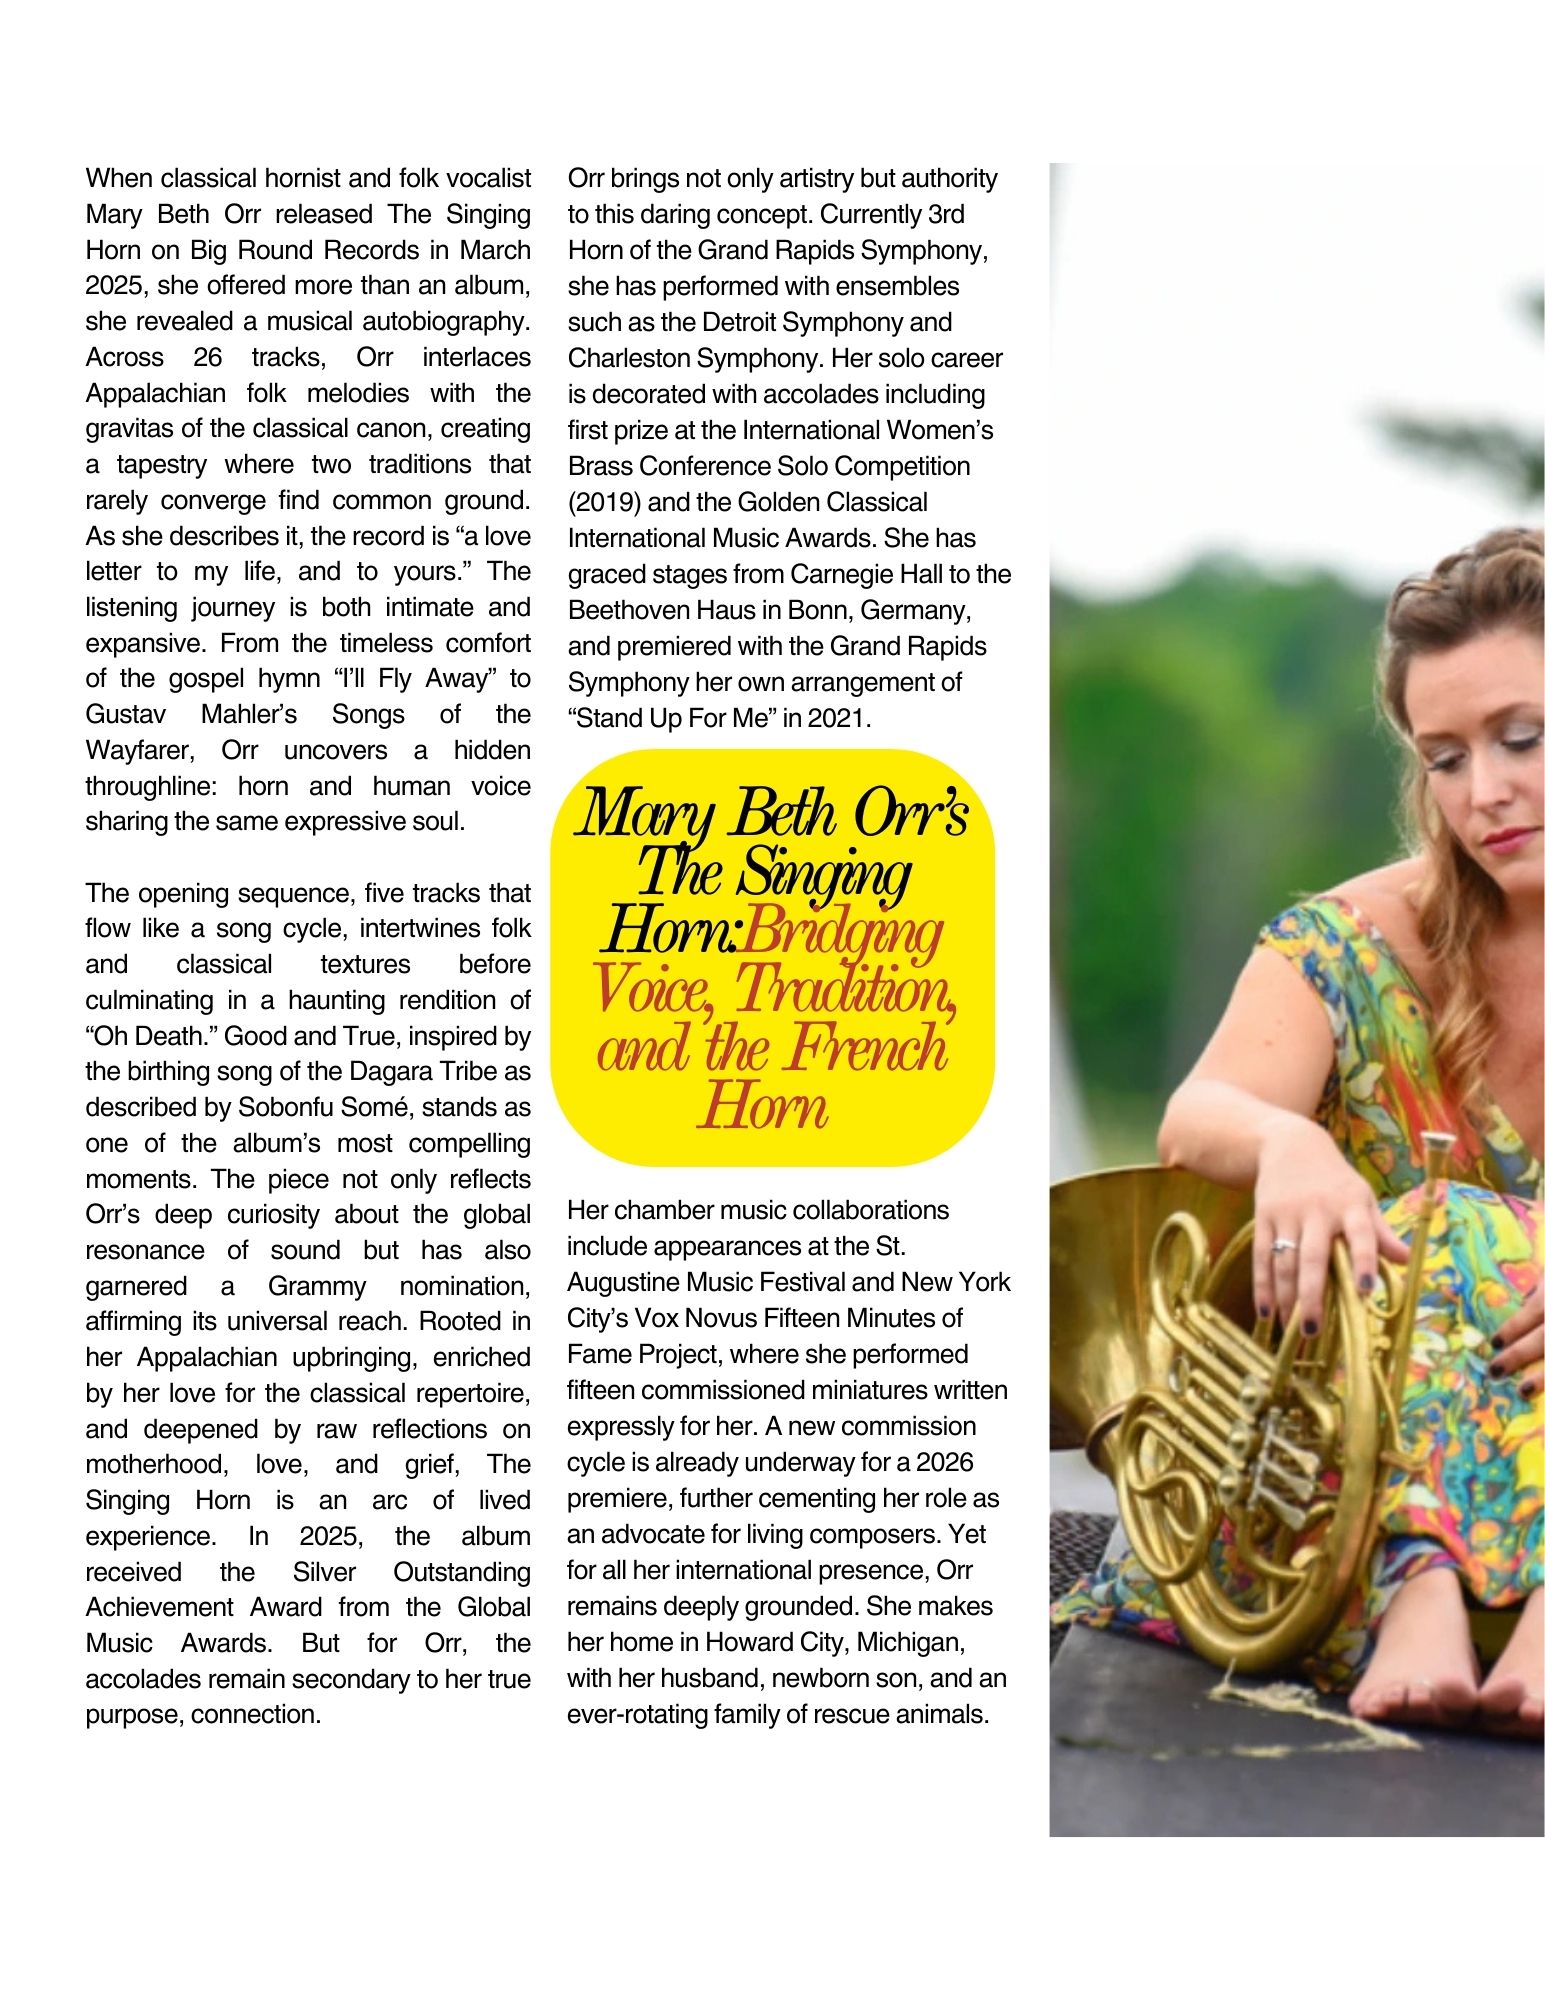 When classical hornist and folk vocalist
Mary Beth Orr released The Singing
Horn on Big Round Records in March
2025, she offered more than an album,
she revealed a musical autobiography.
Across 26 tracks, Orr interlaces
Appalachian folk melodies with the
gravitas of the classical canon, creating
a tapestry where two traditions that
rarely converge find common ground.
As she describes it, the record is “a love
letter to my life, and to yours.” The
listening journey is both intimate and
expansive. From the timeless comfort
of the gospel hymn “I’ll Fly Away” to
Gustav Mahler’s Songs of the
Wayfarer, Orr uncovers a hidden
throughline: horn and human voice
sharing the same expressive soul.
The opening sequence, five tracks that
flow like a song cycle, intertwines folk
and classical textures before
culminating in a haunting rendition of
“Oh Death.” Good and True, inspired by
the birthing song of the Dagara Tribe as
described by Sobonfu Somé, stands as
one of the album’s most compelling
moments. The piece not only reflects
Orr’s deep curiosity about the global
resonance of sound but has also
garnered a Grammy nomination,
affirming its universal reach. Rooted in
her Appalachian upbringing, enriched
by her love for the classical repertoire,
and deepened by raw reflections on
motherhood, love, and grief, The
Singing Horn is an arc of lived
experience. In 2025, the album
received the Silver Outstanding
Achievement Award from the Global
Music Awards. But for Orr, the
accolades remain secondary to her true
purpose, connection.
Orr brings not only artistry but authority
to this daring concept. Currently 3rd
Horn of the Grand Rapids Symphony,
she has performed with ensembles
such as the Detroit Symphony and
Charleston Symphony. Her solo career
is decorated with accolades including
first prize at the International Women’s
Brass Conference Solo Competition
(2019) and the Golden Classical
International Music Awards. She has
graced stages from Carnegie Hall to the
Beethoven Haus in Bonn, Germany,
and premiered with the Grand Rapids
Symphony her own arrangement of
“Stand Up For Me” in 2021.
Mary Beth Orr’s
The Singing
Horn:Bridging
Voice, Tradition,
and the French
Horn
Her chamber music collaborations
include appearances at the St.
Augustine Music Festival and New York
City’s Vox Novus Fifteen Minutes of
Fame Project, where she performed
fifteen commissioned miniatures written
expressly for her. A new commission
cycle is already underway for a 2026
premiere, further cementing her role as
an advocate for living composers. Yet
for all her international presence, Orr
remains deeply grounded. She makes
her home in Howard City, Michigan,
with her husband, newborn son, and an
ever-rotating family of rescue animals.